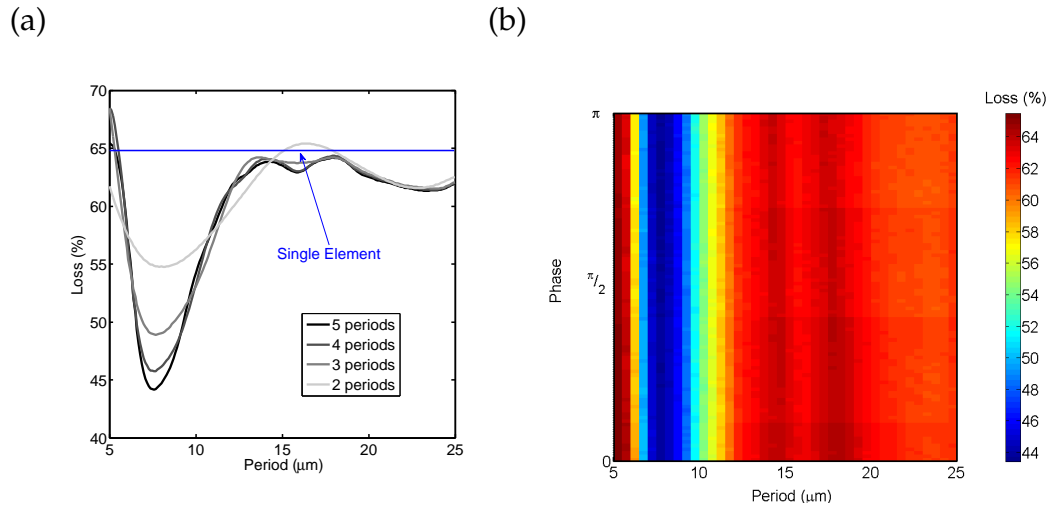 (a)
(b)
70
65
60
55
50
45
40
Loss (%)
5
10
15
20
25
Period (μm)
Single Element
5 periods
4 periods
3 periods
2 periods
π
π/2
0
Phase
5
10
15
20
25
Period (μm)
Loss (%)
64
62
60
58
56
54
52
50
48
46
44